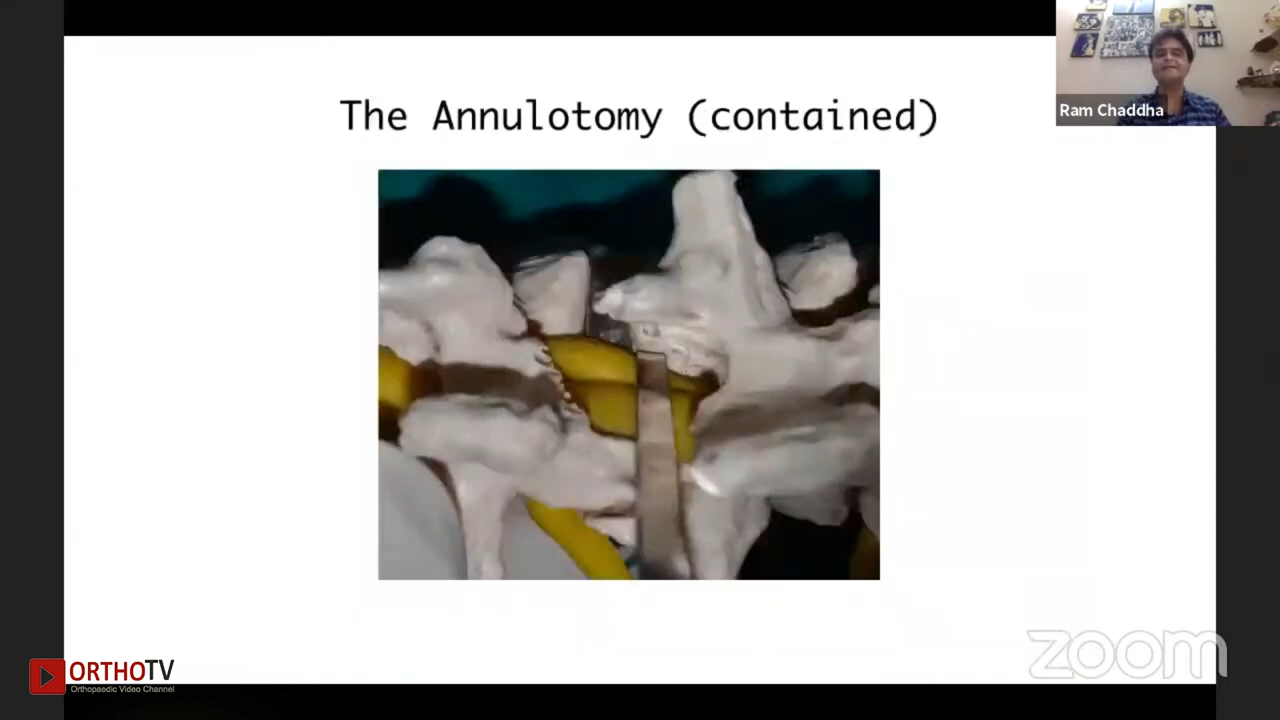 The Annulotomy (contained)
Ram Chaddha
ORTHOTV
Orthopaedic Video Channel
zoom